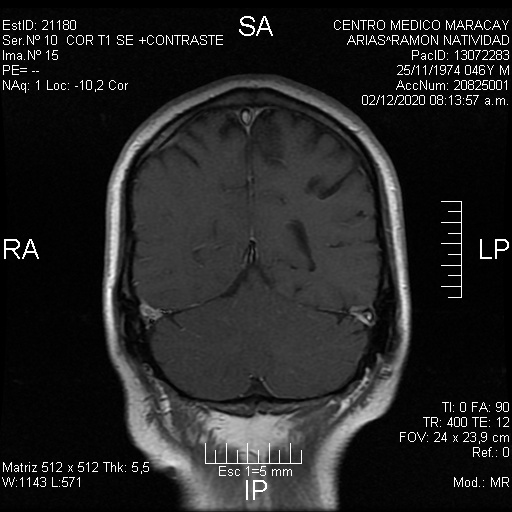 EstID: 21180
Ser.Nº 10 COR T1 SE +CONTRASTE
Ima.Nº 15
PE= --
NAq: 1 Loc: -10,2 Cor
SA
CENTRO MEDICO MARACAY
ARIAS^RAMON NATIVIDAD
PacID: 13072283
25/11/1974 046Y M
AccNum: 20825001
02/12/2020 08:13:57 a.m.
RA
LP
TI: 0 FA: 90
TR: 400 TE: 12
FOV: 24 x 23,9 cm
Ref.: 0
Matriz 512 x 512 Thk: 5,5
W:1143 L:571
Esc 1=5 mm
IP
Mod.: MR